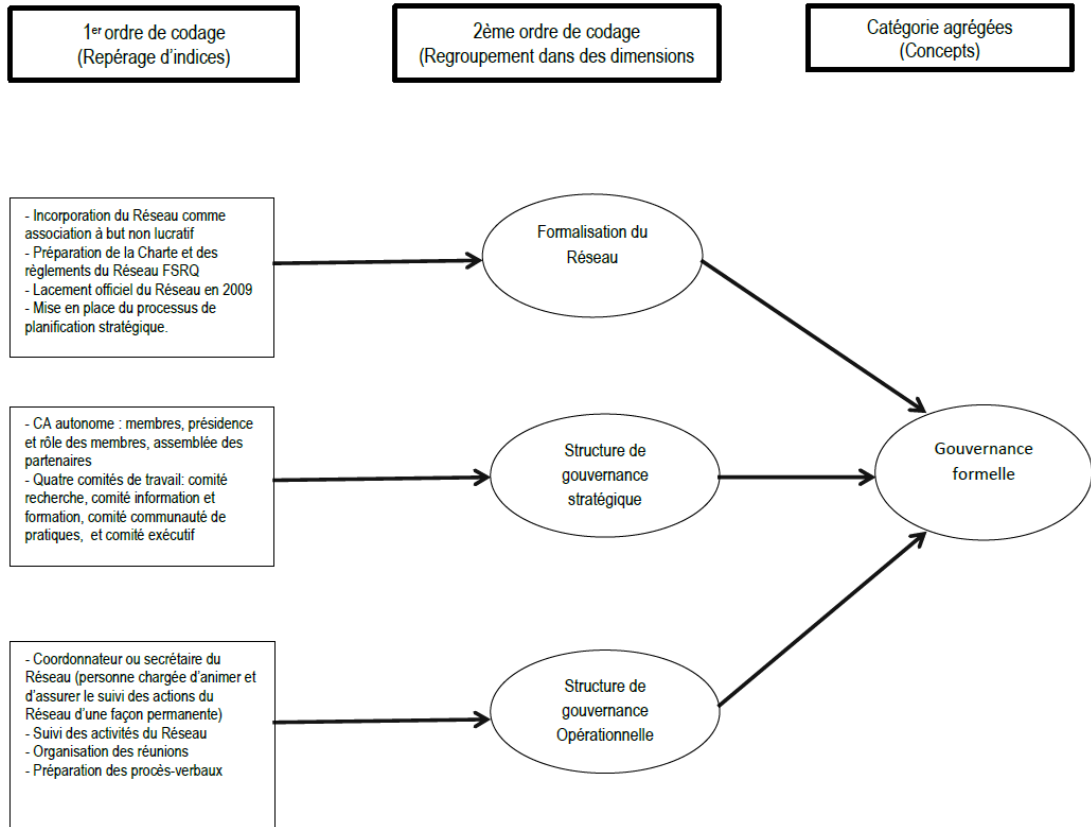 1er ordre de codage
(Repérage d'indices)
2ème ordre de codage
(Regroupement dans des dimensions
Catégorie agrégées
(Concepts)
- Incorporation du Réseau comme
association à but non lucratif
- Préparation de la Charte et des
règlements du Réseau FSRQ
- Lacement officiel du Réseau en 2009
- Mise en place du processus de
planification stratégique.
Formalisation du
Réseau
- CA autonome : membres, présidence
et rôle des membres, assemblée des
partenaires
- Quatre comités de travail: comité
recherche, comité information et
formation, comité communauté de
pratiques, et comité exécutif
Structure de
gouvernance
stratégique
Gouvernance
formelle
- Coordonnateur ou secrétaire du
Réseau (personne chargée d'animer et
d'assurer le suivi des actions du
Réseau d'une façon permanente)
- Suivi des activités du Réseau
- Organisation des réunions
- Préparation des procès-verbaux
Structure de
gouvernance
Opérationnelle